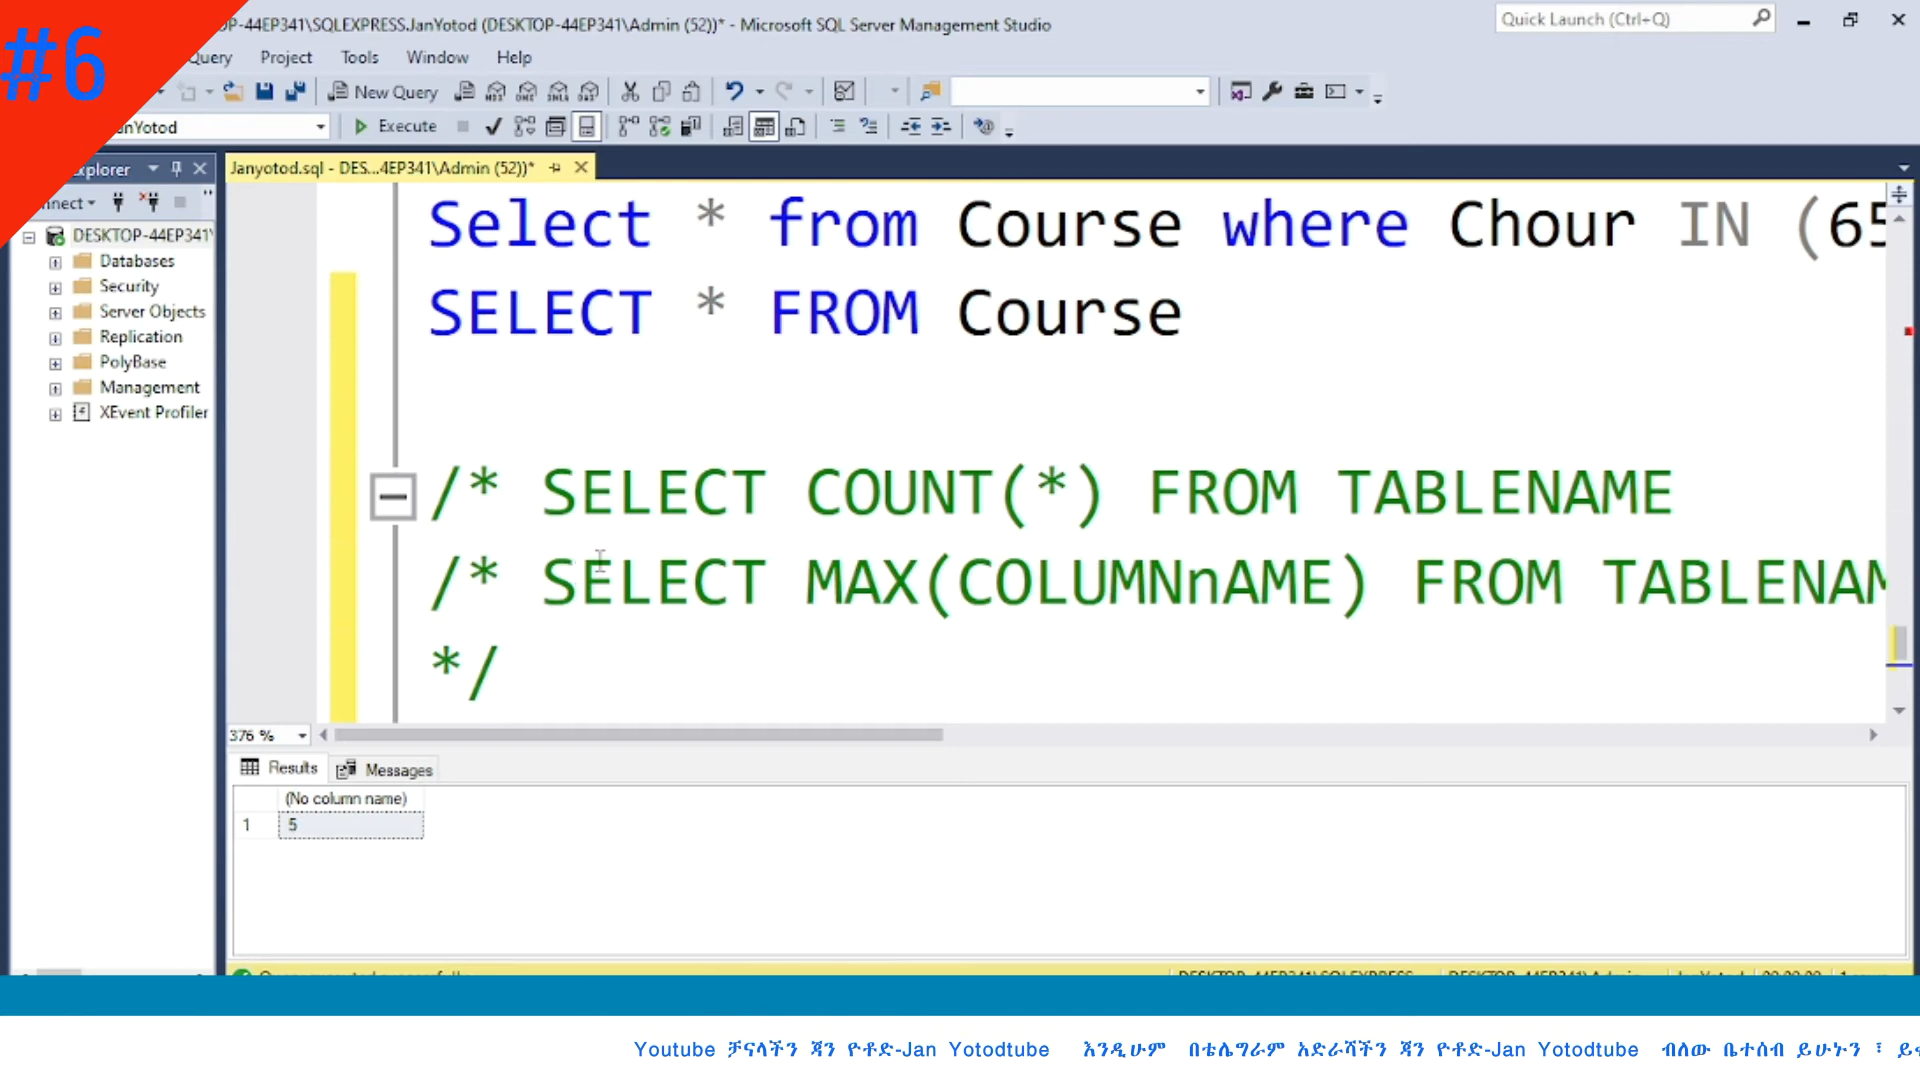 #6
P-44EP341\SQLEXPRESS.JanYotod (DESKTOP-44EP341\Admin (52))* - Microsoft SQL Server Management Studio
Quick Launch (Ctrl+Q)
Query Project Tools Window Help
New Query
anYotod
Execute
xplorer
Janyotod.sql - DES...4EP341\Admin (52))*
nnect
DESKTOP-44EP341\
Databases
Security
Server Objects
Replication
PolyBase
Management
XEvent Profiler
Select * from Course where Chour IN (65
SELECT * FROM Course
/* SELECT COUNT(*) FROM TABLENAME
/* SELECT MAX(COLUMNnAME) FROM TABLENAM
*/
376 %
Results Messages
(No column name)
1 5
Youtube ቻናላችን ጃን ዮቶድ-Jan Yotodtube እንዲሁም በቴሌግራም አድራሻችን ጃን ዮቶድ-Jan Yotodtube ብለው ቤተሰብ ይሁኑን ፣